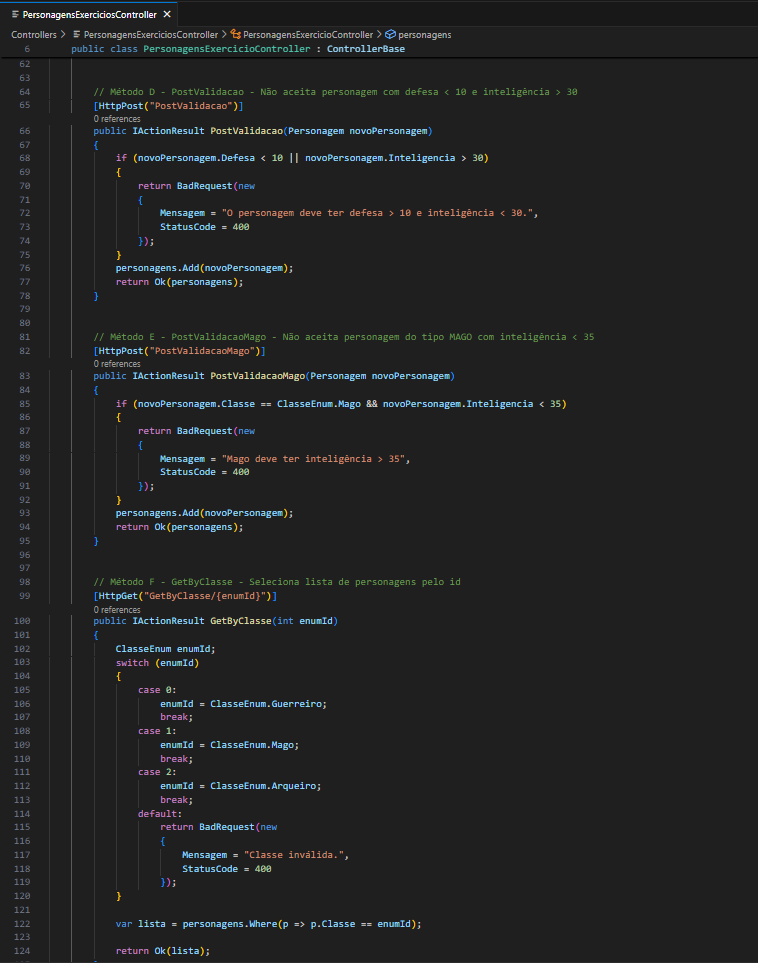 PersonagensExerciciosController
Controllers > PersonagensExerciciosController > PersonagensExercicioController > personagens
6 public class PersonagensExercicioController : ControllerBase
62
63
64 // Método D - PostValidacao - Não aceita personagem com defesa < 10 e inteligência > 30
65 [HttpPost("PostValidacao")]
0 references
66 public IActionResult PostValidacao(Personagem novoPersonagem)
67 {
68 if (novoPersonagem.Defesa < 10 || novoPersonagem.Inteligencia > 30)
69 {
70 return BadRequest(new
71 {
72 Mensagem = "O personagem deve ter defesa > 10 e inteligência < 30.",
73 StatusCode = 400
74 });
75 }
76 personagens.Add(novoPersonagem);
77 return Ok(personagens);
78 }
79
80
81 // Método E - PostValidacaoMago - Não aceita personagem do tipo MAGO com inteligência < 35
82 [HttpPost("PostValidacaoMago")]
0 references
83 public IActionResult PostValidacaoMago(Personagem novoPersonagem)
84 {
85 if (novoPersonagem.Classe == ClasseEnum.Mago && novoPersonagem.Inteligencia < 35)
86 {
87 return BadRequest(new
88 {
89 Mensagem = "Mago deve ter inteligência > 35",
90 StatusCode = 400
91 });
92 }
93 personagens.Add(novoPersonagem);
94 return Ok(personagens);
95 }
96
97
98 // Método F - GetByClasse - Seleciona lista de personagens pelo id
99 [HttpGet("GetByClasse/{enumId}")]
0 references
100 public IActionResult GetByClasse(int enumId)
101 {
102 ClasseEnum enumId;
103 switch (enumId)
104 {
105 case 0:
106 enumId = ClasseEnum.Guerreiro;
107 break;
108 case 1:
109 enumId = ClasseEnum.Mago;
110 break;
111 case 2:
112 enumId = ClasseEnum.Arqueiro;
113 break;
114 default:
115 return BadRequest(new
116 {
117 Mensagem = "Classe inválida.",
118 StatusCode = 400
119 });
120 }
121
122 var lista = personagens.Where(p => p.Classe == enumId);
123
124 return Ok(lista);